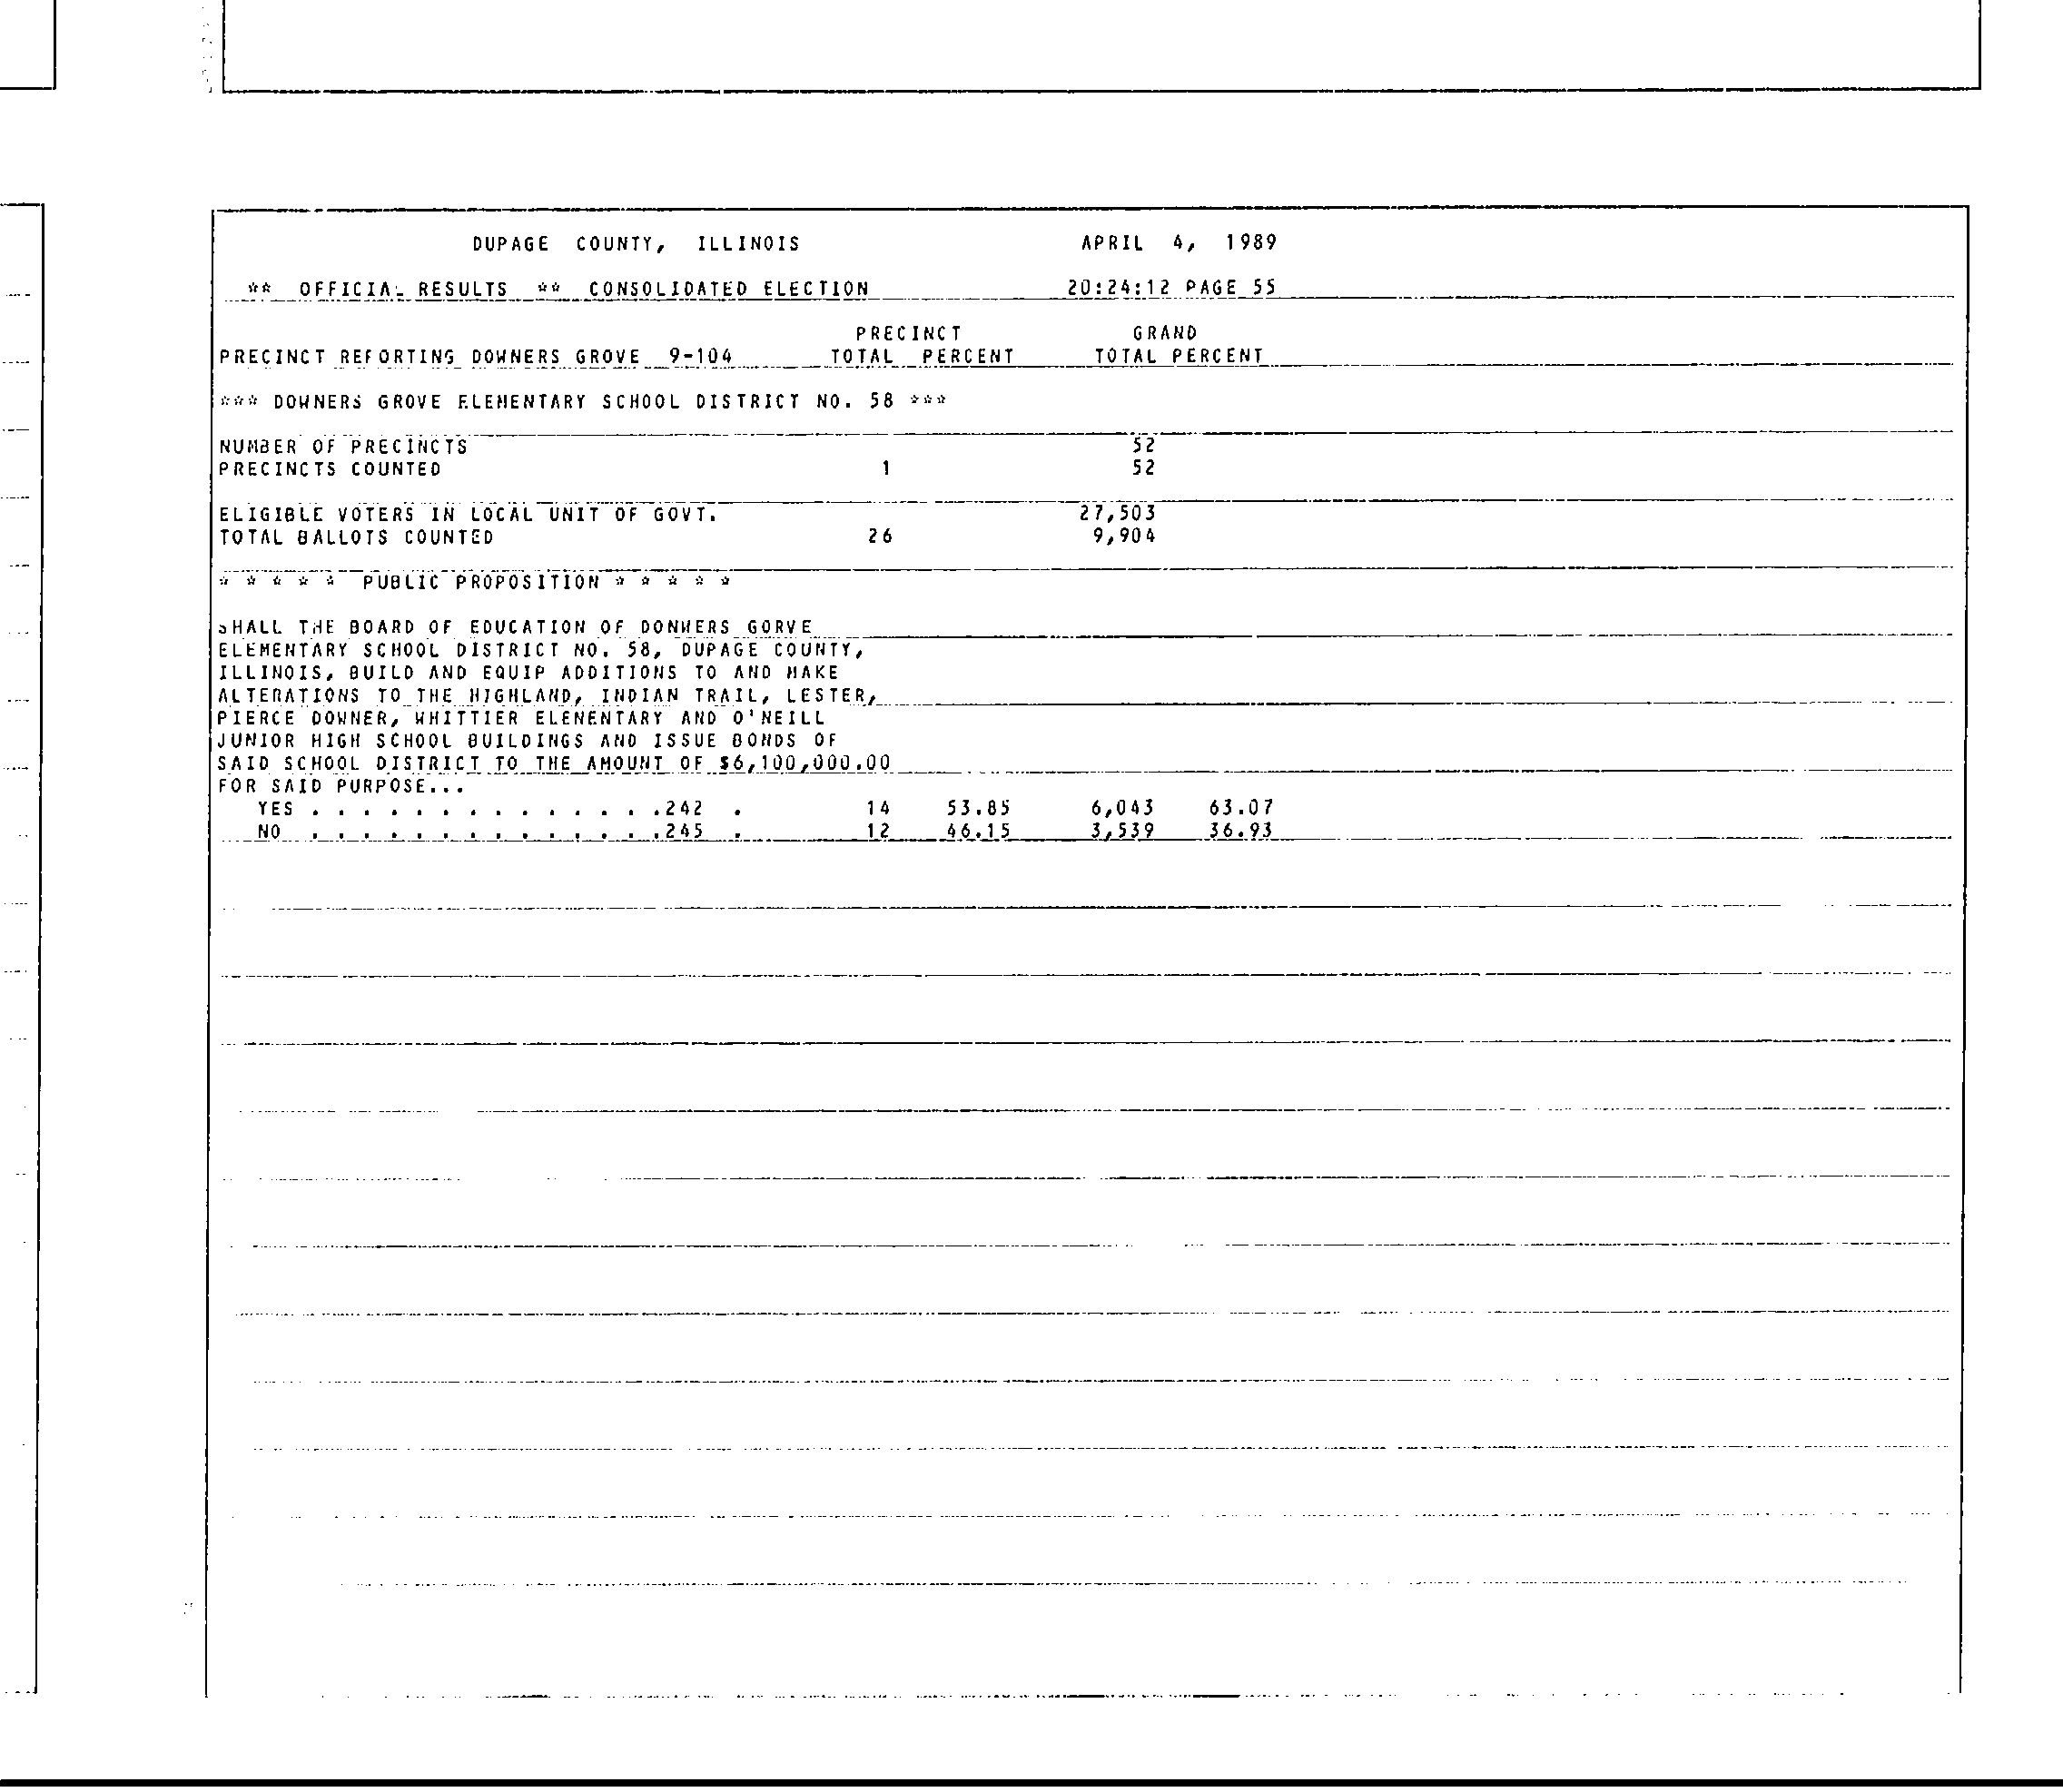 DUPAGE COUNTY, ILLINOIS APRIL 4, 1989
** OFFICIAL RESULTS ** CONSOLIDATED ELECTION 20:24:12 PAGE 55
PRECINCT GRAND
PRECINCT REPORTING DOWNERS GROVE 9-104 TOTAL PERCENT TOTAL PERCENT
*** DOWNERS GROVE ELEMENTARY SCHOOL DISTRICT NO. 58 ***
NUMBER OF PRECINCTS 52
PRECINCTS COUNTED 1 52
ELIGIBLE VOTERS IN LOCAL UNIT OF GOVT. 27,503
TOTAL BALLOTS COUNTED 26 9,904
* * * * * PUBLIC PROPOSITION * * * * *
SHALL THE BOARD OF EDUCATION OF DONWERS GORVE
ELEMENTARY SCHOOL DISTRICT NO. 58, DUPAGE COUNTY,
ILLINOIS, BUILD AND EQUIP ADDITIONS TO AND MAKE
ALTERATIONS TO THE HIGHLAND, INDIAN TRAIL, LESTER,
PIERCE DOWNER, WHITTIER ELEMENTARY AND O'NEILL
JUNIOR HIGH SCHOOL BUILDINGS AND ISSUE BONDS OF
SAID SCHOOL DISTRICT TO THE AMOUNT OF $6,100,000.00
FOR SAID PURPOSE...
YES . . . . . . . . . . . . . .242 . 14 53.85 6,043 63.07
NO . . . . . . . . . . . . . .245 . 12 46.15 3,539 36.93